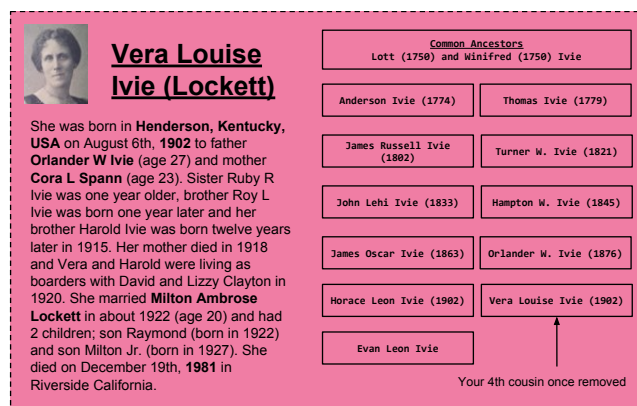 Vera Louise
Ivie (Lockett)
She was born in Henderson, Kentucky,
USA on August 6th, 1902 to father
Orlander W Ivie (age 27) and mother
Cora L Spann (age 23). Sister Ruby R
Ivie was one year older, brother Roy L
Ivie was born one year later and her
brother Harold Ivie was born twelve years
later in 1915. Her mother died in 1918
and Vera and Harold were living as
boarders with David and Lizzy Clayton in
1920. She married Milton Ambrose
Lockett in about 1922 (age 20) and had
2 children; son Raymond (born in 1922)
and son Milton Jr. (born in 1927). She
died on December 19th, 1981 in
Riverside California.
Common Ancestors
Lott (1750) and Winifred (1750) Ivie
Anderson Ivie (1774)
Thomas Ivie (1779)
James Russell Ivie
(1802)
Turner W. Ivie (1821)
John Lehi Ivie (1833)
Hampton W. Ivie (1845)
James Oscar Ivie (1863)
Orlander W. Ivie (1876)
Horace Leon Ivie (1902)
Vera Louise Ivie (1902)
Evan Leon Ivie
Your 4th cousin once removed